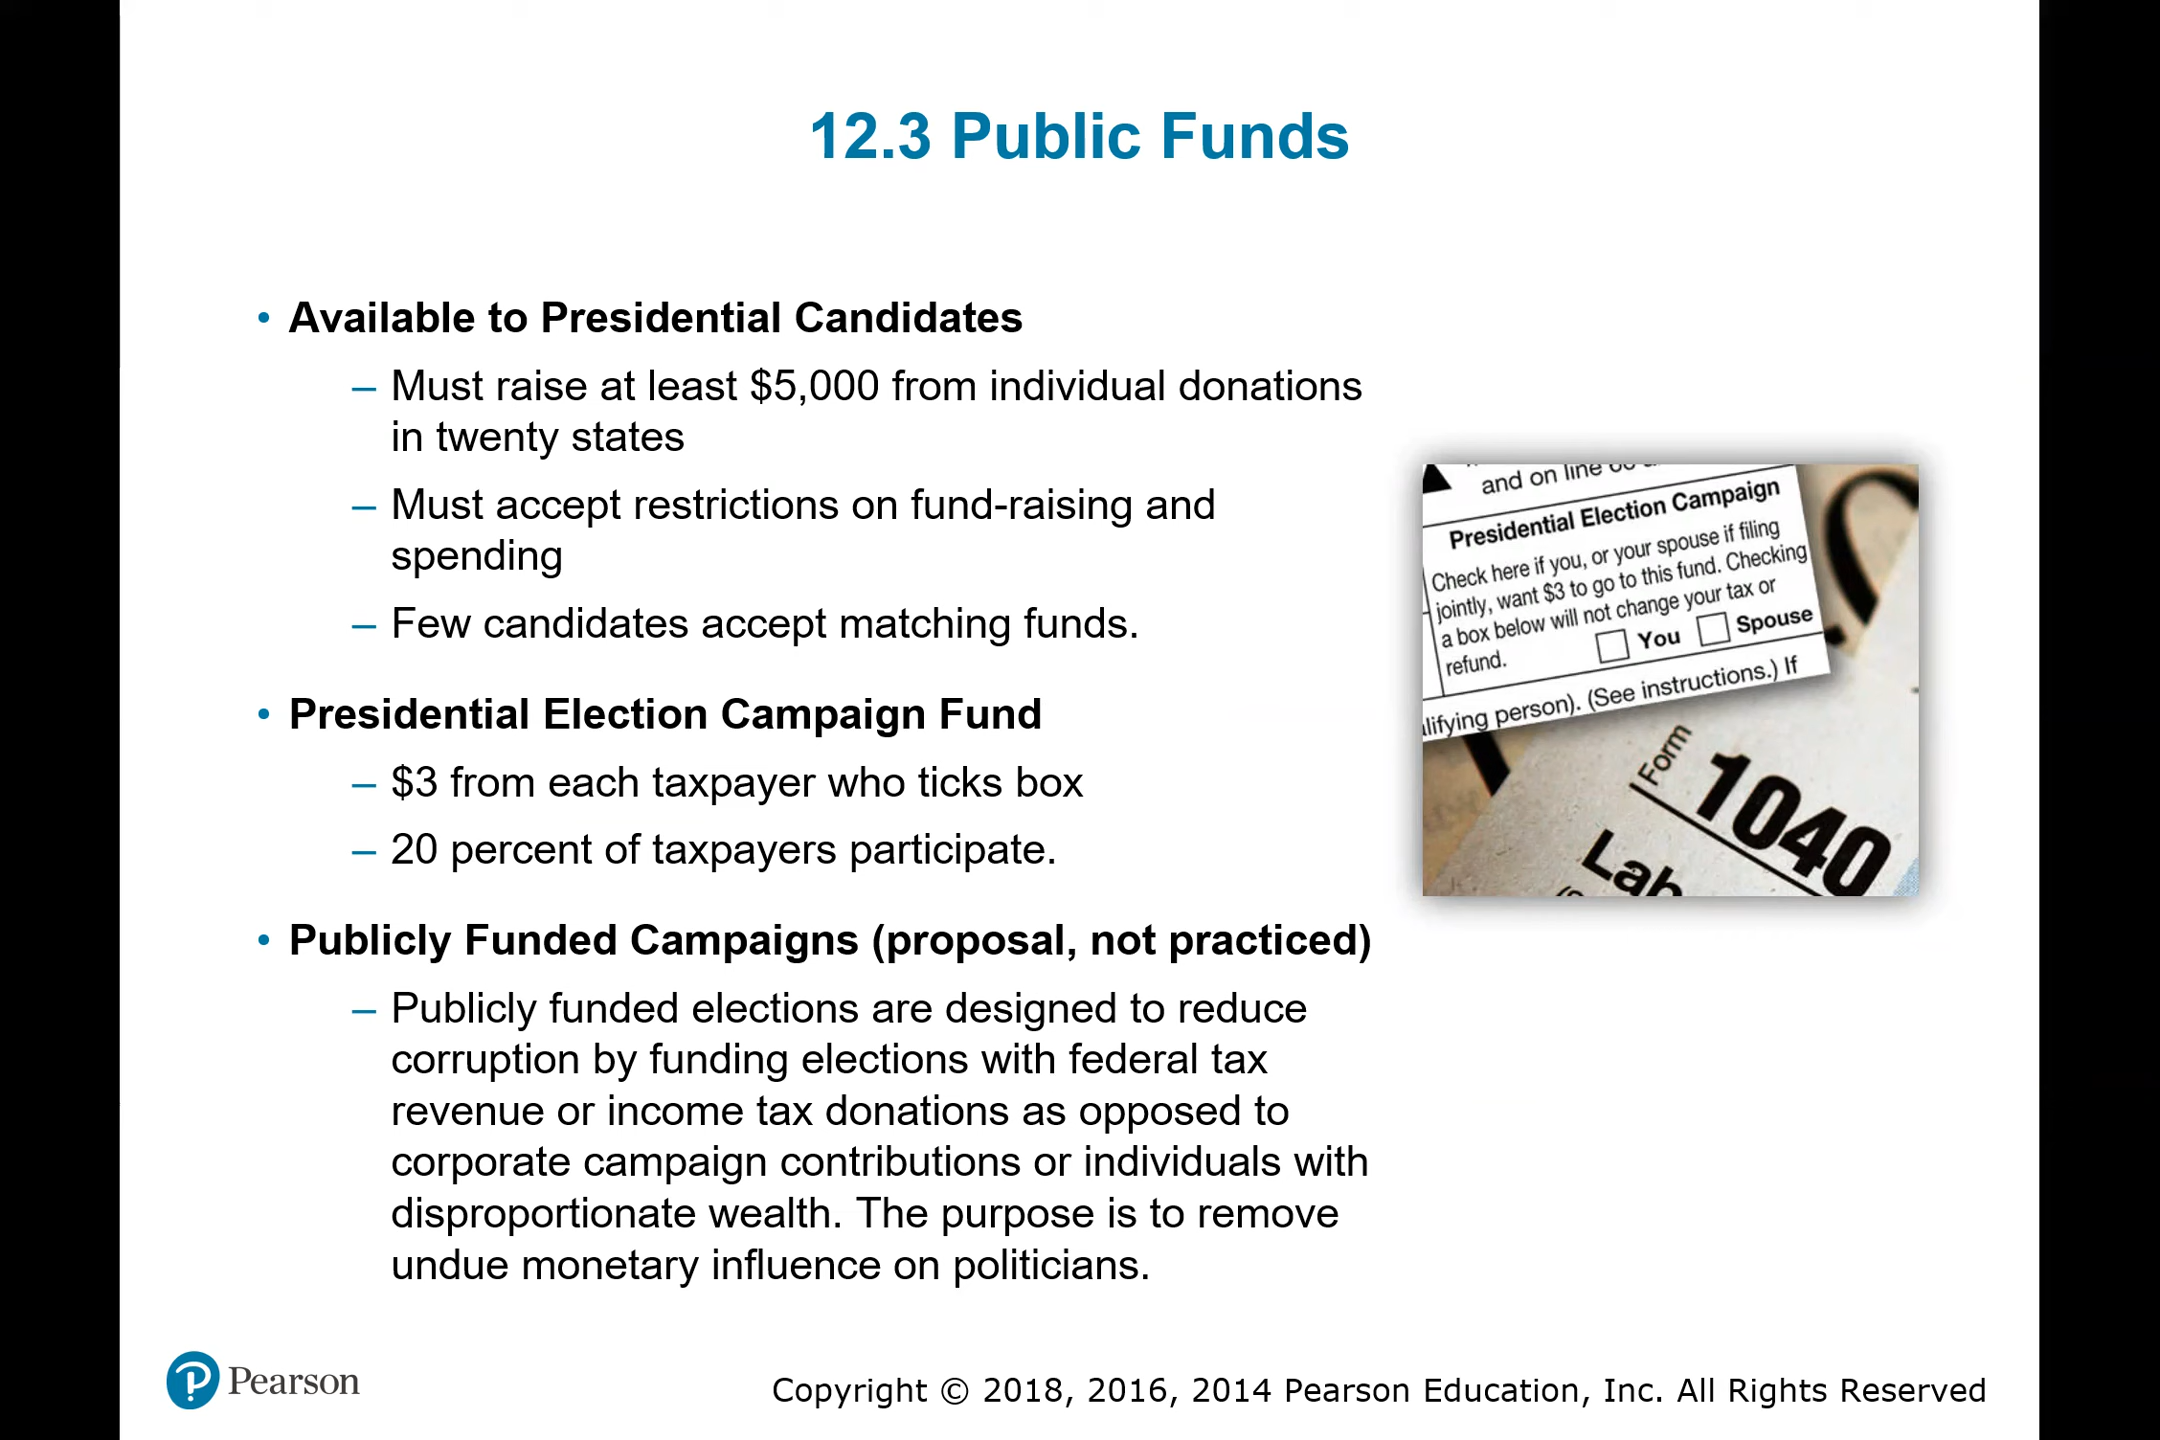 12.3 Public Funds
• Available to Presidential Candidates
– Must raise at least $5,000 from individual donations
in twenty states
– Must accept restrictions on fund-raising and
spending
– Few candidates accept matching funds.
• Presidential Election Campaign Fund
– $3 from each taxpayer who ticks box
– 20 percent of taxpayers participate.
• Publicly Funded Campaigns (proposal, not practiced)
– Publicly funded elections are designed to reduce
corruption by funding elections with federal tax
revenue or income tax donations as opposed to
corporate campaign contributions or individuals with
disproportionate wealth. The purpose is to remove
undue monetary influence on politicians.
and on line
Presidential Election Campaign
Check here if you, or your spouse if filing
jointly, want $3 to go to this fund. Checking
a box below will not change your tax or
refund. You Spouse
person). (See instructions.) If
Form
1040
Pearson
Copyright © 2018, 2016, 2014 Pearson Education, Inc. All Rights Reserved